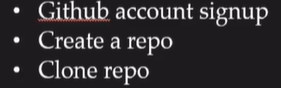 • Github account signup
• Create a repo
• Clone repo